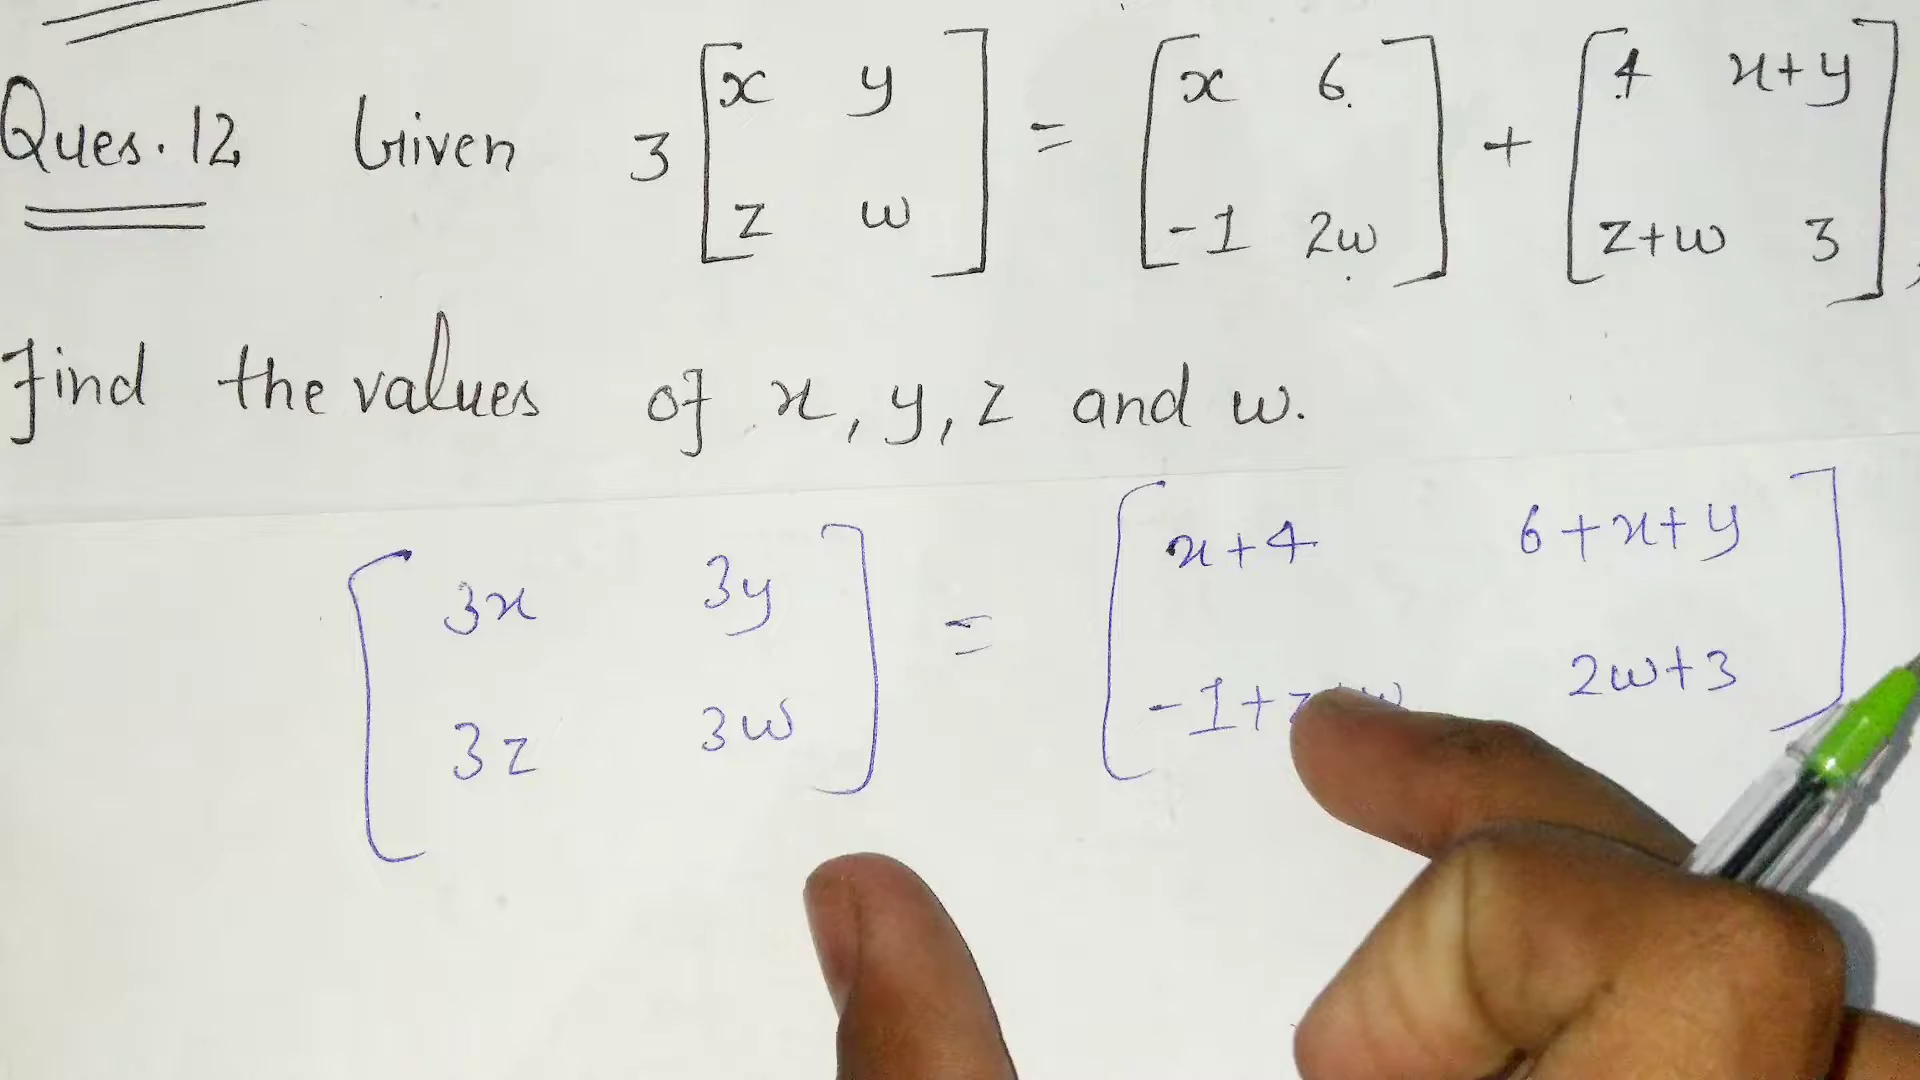 Ques. 12 Given 3 [x y z w] = [x 6 -1 2w] + [4 x+y z+w 3],
Find the values of x, y, z and w.
[3x 3y 3z 3w] = [x+4 6+x+y -1+z+w 2w+3]